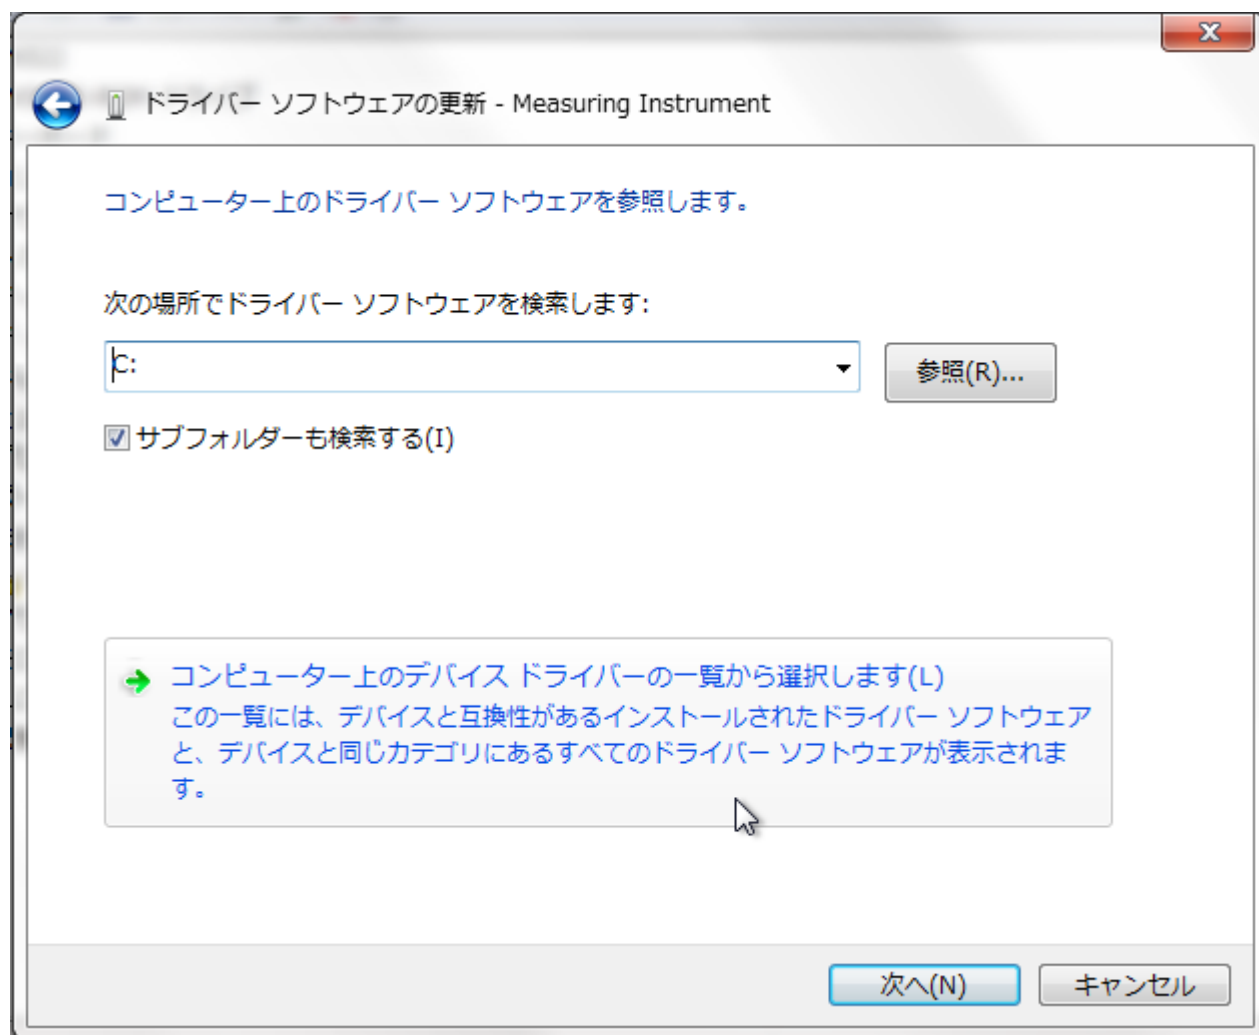 ドライバー ソフトウェアの更新 - Measuring Instrument
コンピューター上のドライバー ソフトウェアを参照します。
次の場所でドライバー ソフトウェアを検索します:
C:
参照(R)...
サブフォルダーも検索する(I)
コンピューター上のデバイス ドライバーの一覧から選択します(L)
この一覧には、デバイスと互換性があるインストールされたドライバー ソフトウェア
と、デバイスと同じカテゴリにあるすべてのドライバー ソフトウェアが表示されま
す。
次へ(N)
キャンセル